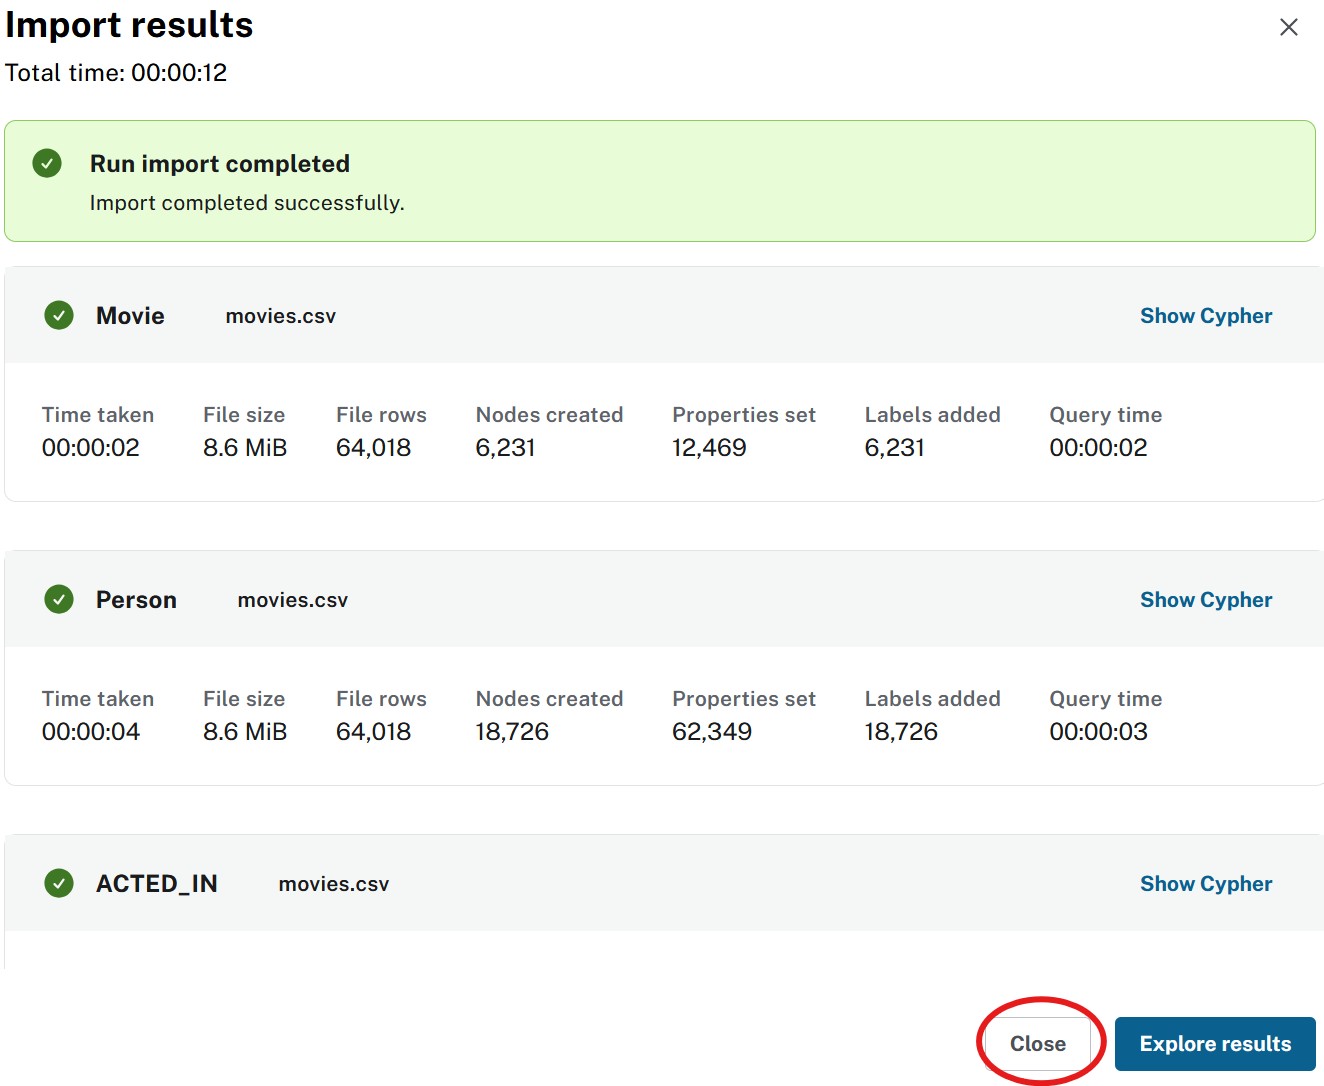 Import results
Total time: 00:00:12
Run import completed
Import completed successfully.
Movie movies.csv Show Cypher
Time taken File size File rows Nodes created Properties set Labels added Query time
00:00:02 8.6 MiB 64,018 6,231 12,469 6,231 00:00:02
Person movies.csv Show Cypher
Time taken File size File rows Nodes created Properties set Labels added Query time
00:00:04 8.6 MiB 64,018 18,726 62,349 18,726 00:00:03
ACTED_IN movies.csv Show Cypher
Close Explore results